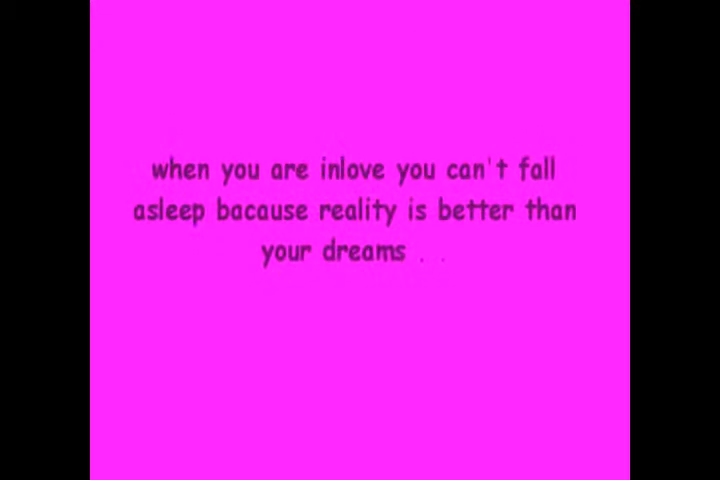 when you are inlove you can't fall
asleep bacause reality is better than
your dreams . .